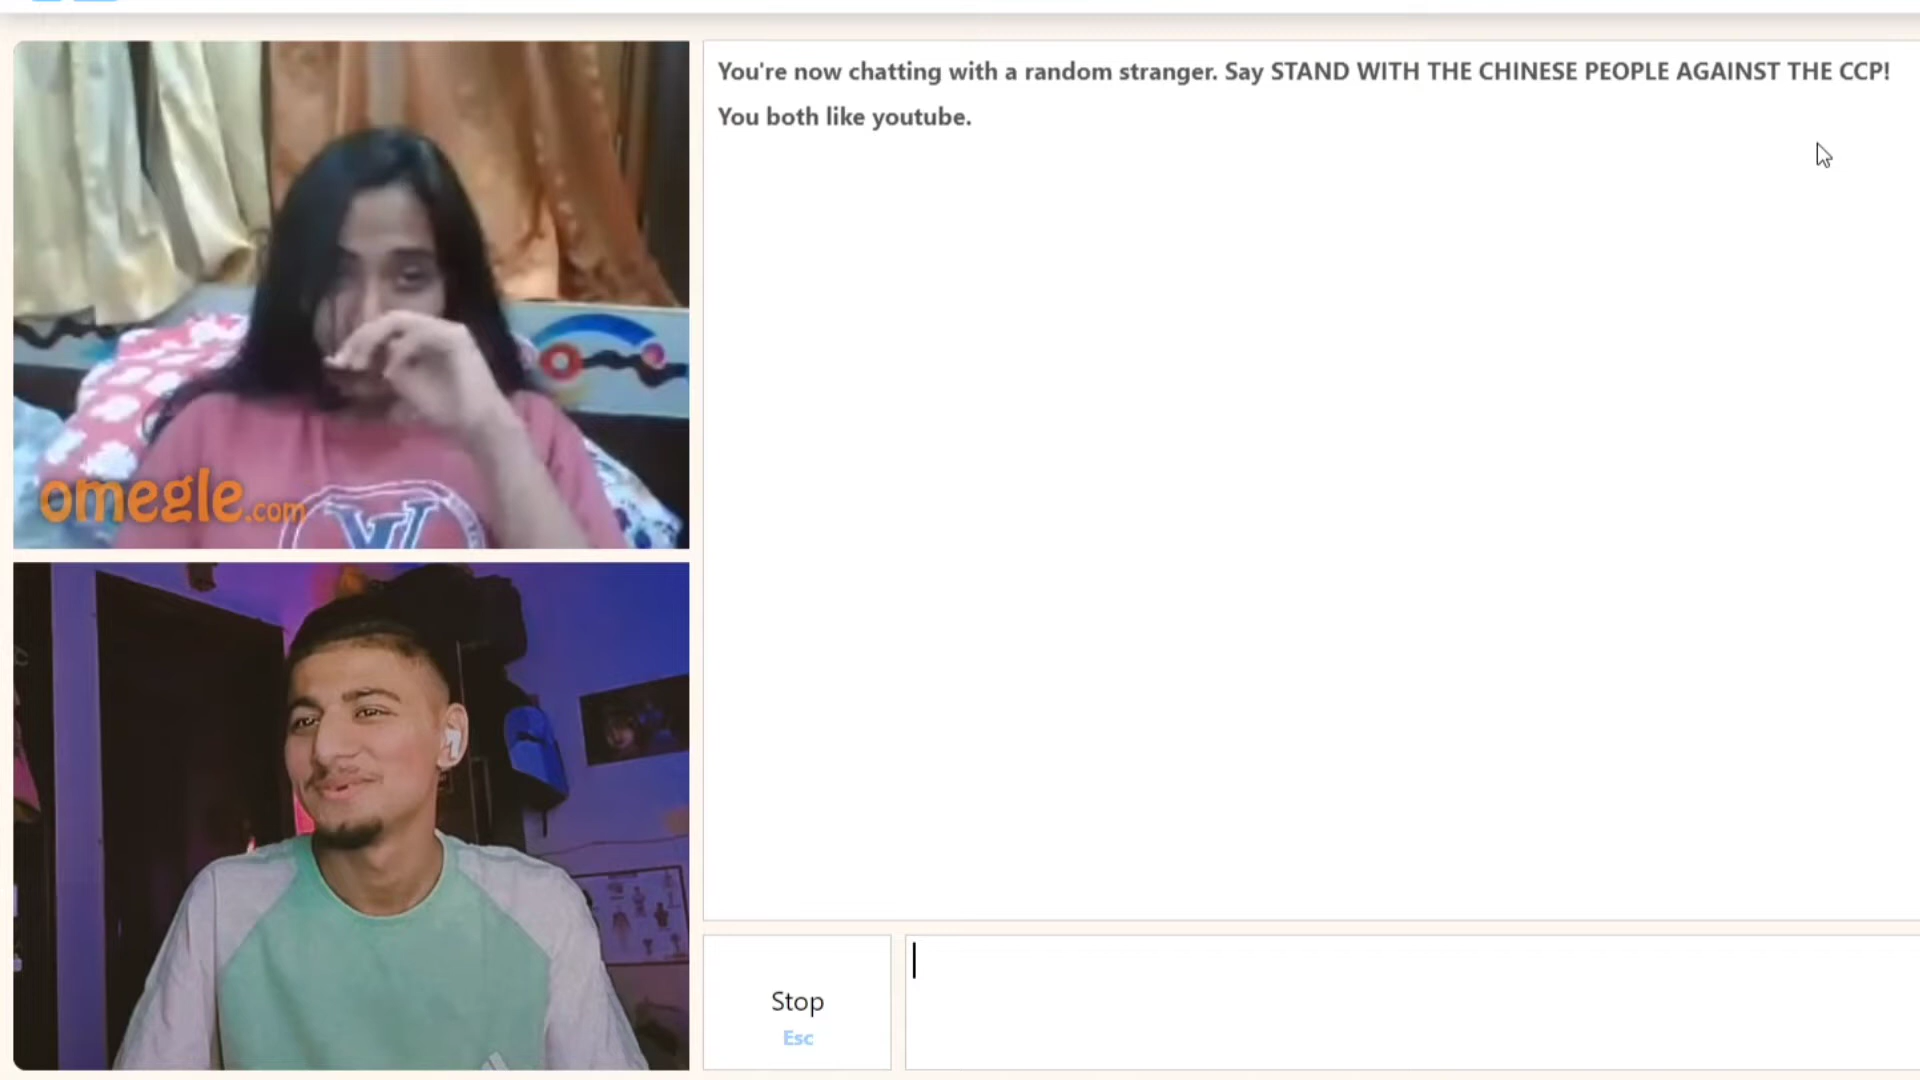 You're now chatting with a random stranger. Say STAND WITH THE CHINESE PEOPLE AGAINST THE CCP!
You both like youtube.
omegle.com
LV
Stop
Esc